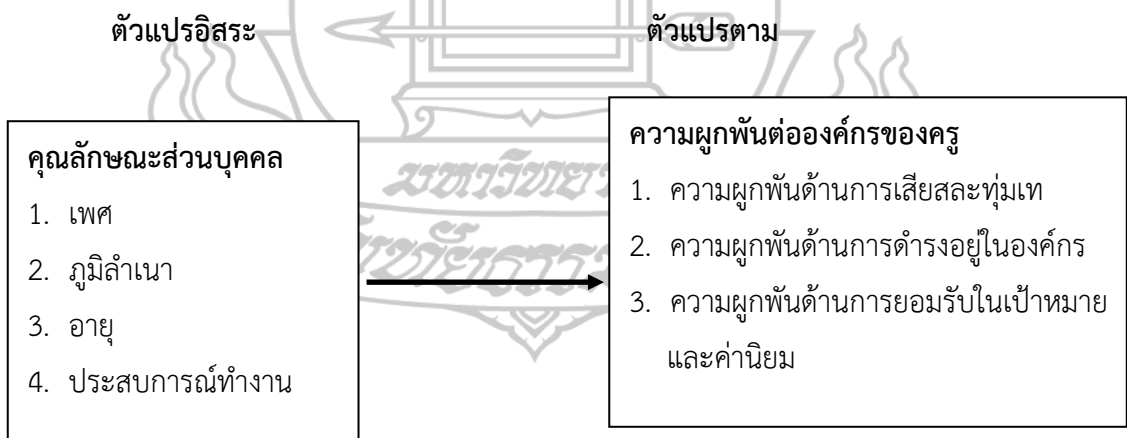 ตัวแปรอิสระ
ตัวแปรตาม
คุณลักษณะส่วนบุคคล
1. เพศ
2. ภูมิลำเนา
3. อายุ
4. ประสบการณ์ทำงาน
ความผูกพันต่อองค์กรของครู
1. ความผูกพันด้านการเสียสละทุ่มเท
2. ความผูกพันด้านการดำรงอยู่ในองค์กร
3. ความผูกพันด้านการยอมรับในเป้าหมาย
และค่านิยม